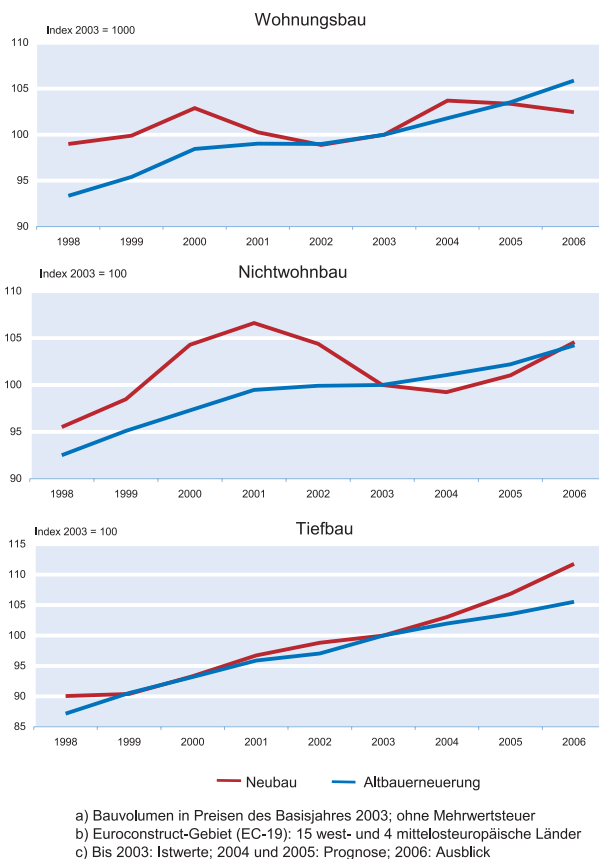 Wohnungsbau
Index 2003 = 1000
110
105
100
95
90
1998 1999 2000 2001 2002 2003 2004 2005 2006
Index 2003 = 100 Nichtwohnbau
110
105
100
95
90
1998 1999 2000 2001 2002 2003 2004 2005 2006
Index 2003 = 100 Tiefbau
115
110
105
100
95
90
85
1998 1999 2000 2001 2002 2003 2004 2005 2006
Neubau Altbauerneuerung
a) Bauvolumen in Preisen des Basisjahres 2003; ohne Mehrwertsteuer
b) Euroconstruct-Gebiet (EC-19): 15 west- und 4 mittelosteuropäische Länder
c) Bis 2003: Istwerte; 2004 und 2005: Prognose; 2006: Ausblick